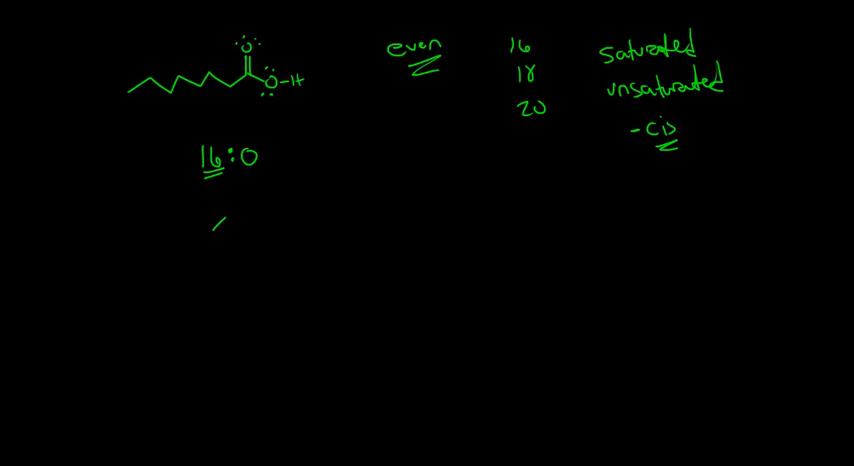 O
O-H
even 16 saturated
18 unsaturated
20 - cis
16:0